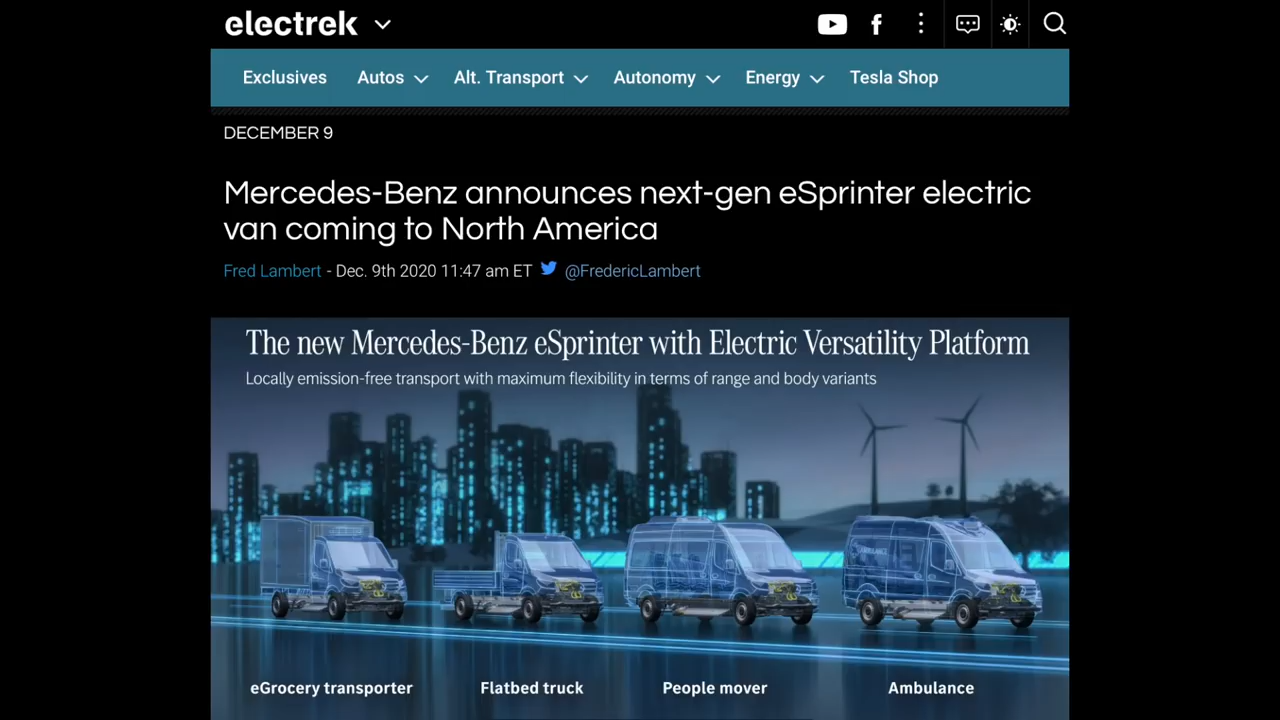 electrek
Exclusives Autos Alt. Transport Autonomy Energy Tesla Shop
DECEMBER 9
Mercedes-Benz announces next-gen eSprinter electric
van coming to North America
Fred Lambert - Dec. 9th 2020 11:47 am ET @FredericLambert
The new Mercedes-Benz eSprinter with Electric Versatility Platform
Locally emission-free transport with maximum flexibility in terms of range and body variants
AMBULANCE
eGrocery transporter Flatbed truck People mover Ambulance